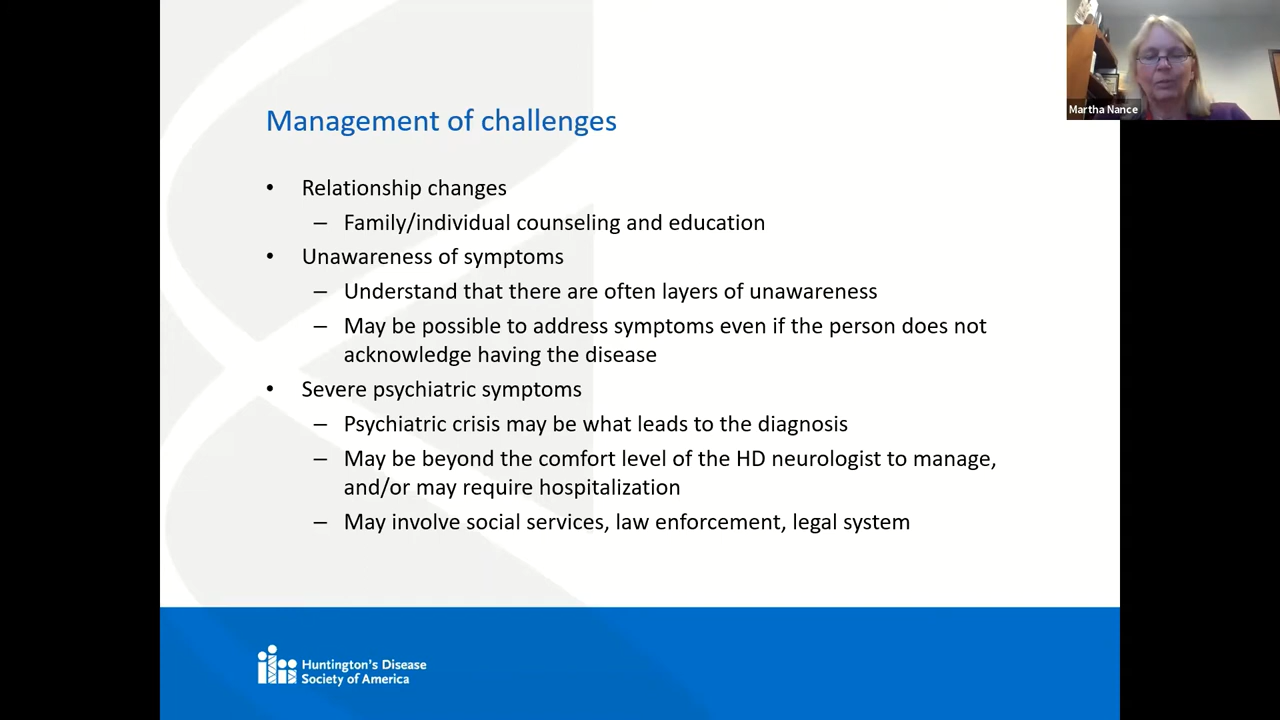 Martha Nance
Management of challenges
• Relationship changes
– Family/individual counseling and education
• Unawareness of symptoms
– Understand that there are often layers of unawareness
– May be possible to address symptoms even if the person does not
acknowledge having the disease
• Severe psychiatric symptoms
– Psychiatric crisis may be what leads to the diagnosis
– May be beyond the comfort level of the HD neurologist to manage,
and/or may require hospitalization
– May involve social services, law enforcement, legal system
Huntington's Disease
Society of America